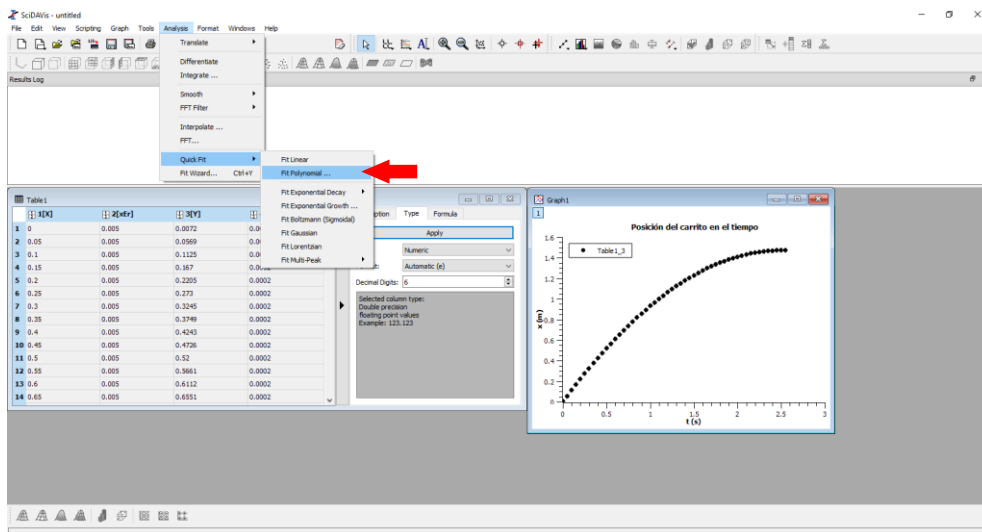 SciDAVis - untitled
File Edit View Scripting Graph Tools Analysis Format Windows Help
Translate
Differentiate
Integrate ...
Smooth
FFT Filter
Interpolate ...
FFT...
Quick Fit
Fit Wizard... Ctrl+Y
Fit Linear
Fit Polynomial ...
Fit Exponential Decay
Fit Exponential Growth ...
Fit Boltzmann (Sigmoidal)
Fit Gaussian
Fit Lorentzian
Fit Multi-Peak
Results Log
Table1
1[X] 2[xEr] 3[Y]
1 0 0.005 0.0072
2 0.05 0.005 0.0569
3 0.1 0.005 0.1125
4 0.15 0.005 0.167
5 0.2 0.005 0.2205 0.0002
6 0.25 0.005 0.273 0.0002
7 0.3 0.005 0.3245 0.0002
8 0.35 0.005 0.3749 0.0002
9 0.4 0.005 0.4243 0.0002
10 0.45 0.005 0.4726 0.0002
11 0.5 0.005 0.52 0.0002
12 0.55 0.005 0.5661 0.0002
13 0.6 0.005 0.6112 0.0002
14 0.65 0.005 0.6551 0.0002
Type Formula
Apply
Numeric
Automatic (e)
Decimal Digits: 6
Selected column type:
Double precision
floating point values
Example: 123.123
Graph1
1
Posición del carrito en el tiempo
Table1_3
x (m)
1.6
1.4
1.2
1
0.8
0.6
0.4
0.2
0
0 0.5 1 1.5 2 2.5 3
t (s)